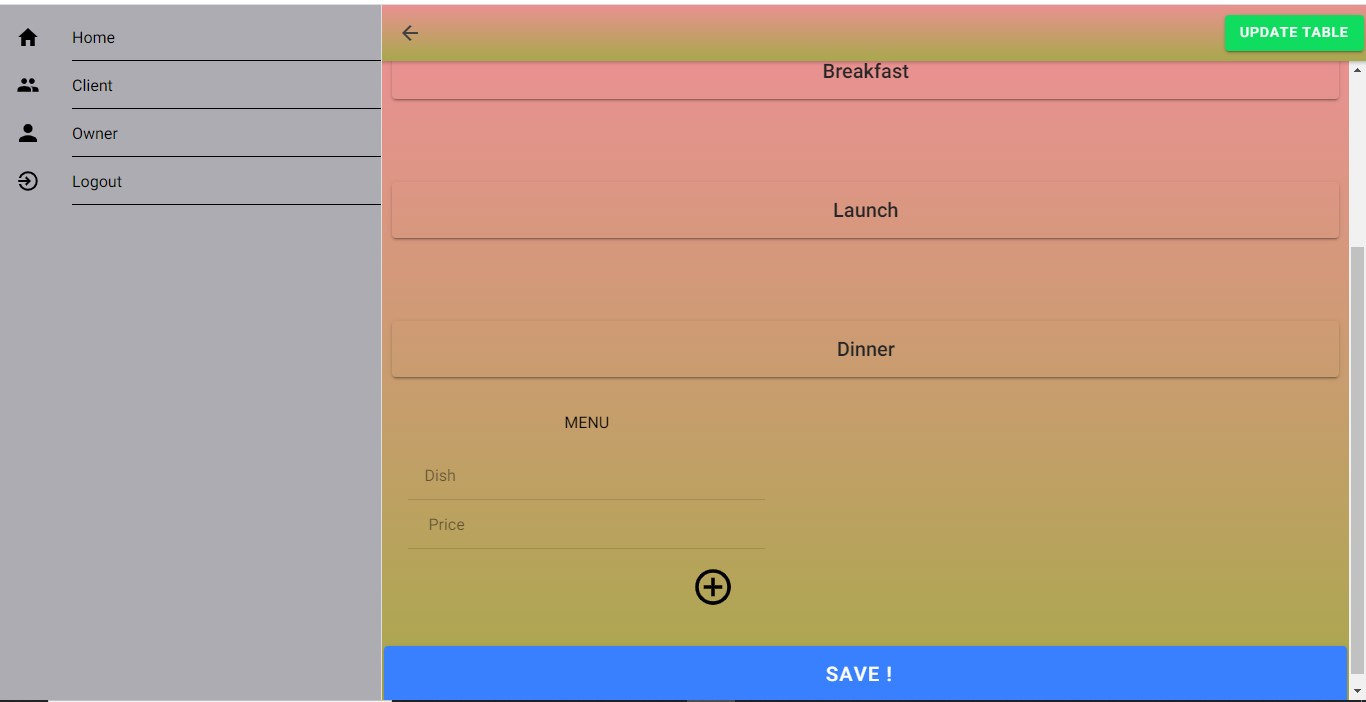 Home
Client
Owner
Logout
UPDATE TABLE
Breakfast
Launch
Dinner
MENU
Dish
Price
SAVE !